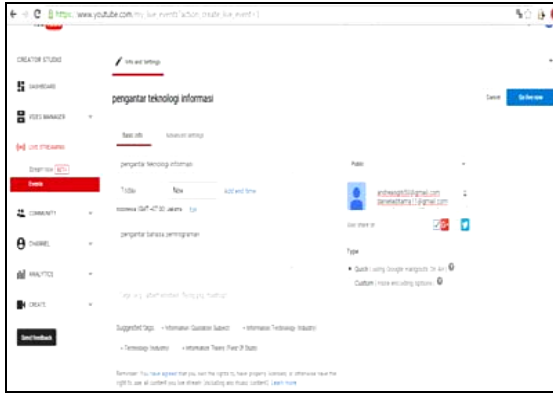 https://www.youtube.com/my_live_events?action_create_live_event=1
CREATOR STUDIO
Info and Settings
DASHBOARD
pengantar teknologi informasi
Cancel
Go live now
VIDEO MANAGER
Basic info
Advanced settings
LIVE STREAMING
Stream now BETA
pengantar teknologi informasi
Public
Events
Today
Now
Add end time
Indonesia (GMT +07:00) Jakarta
Edit
COMMUNITY
Also share on
pengantar bahasa pemrograman
CHANNEL
Type
Quick (using Google Hangouts On Air)
ANALYTICS
Custom (more encoding options)
CREATE
Suggested tags:
+ Information Quotation Subject
+ Information Technology Industry
Send feedback
+ Technology Industry
+ Information Theory (Field Of Study)
Reminder: You have agreed that you own the rights to, have properly licensed, or otherwise have the
right to use all content you live stream (including any music content). Learn more